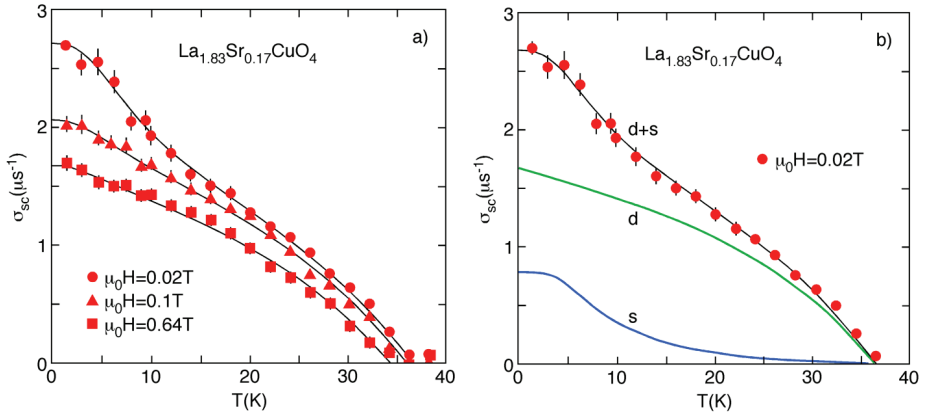 a)
La1.83Sr0.17CuO4
σsc(μs-1)
3
2
1
0
μ0H=0.02T
μ0H=0.1T
μ0H=0.64T
0 10 20 30 40
T(K)
b)
La1.83Sr0.17CuO4
σsc(μs-1)
3
2
1
0
d+s
μ0H=0.02T
d
s
0 10 20 30 40
T(K)